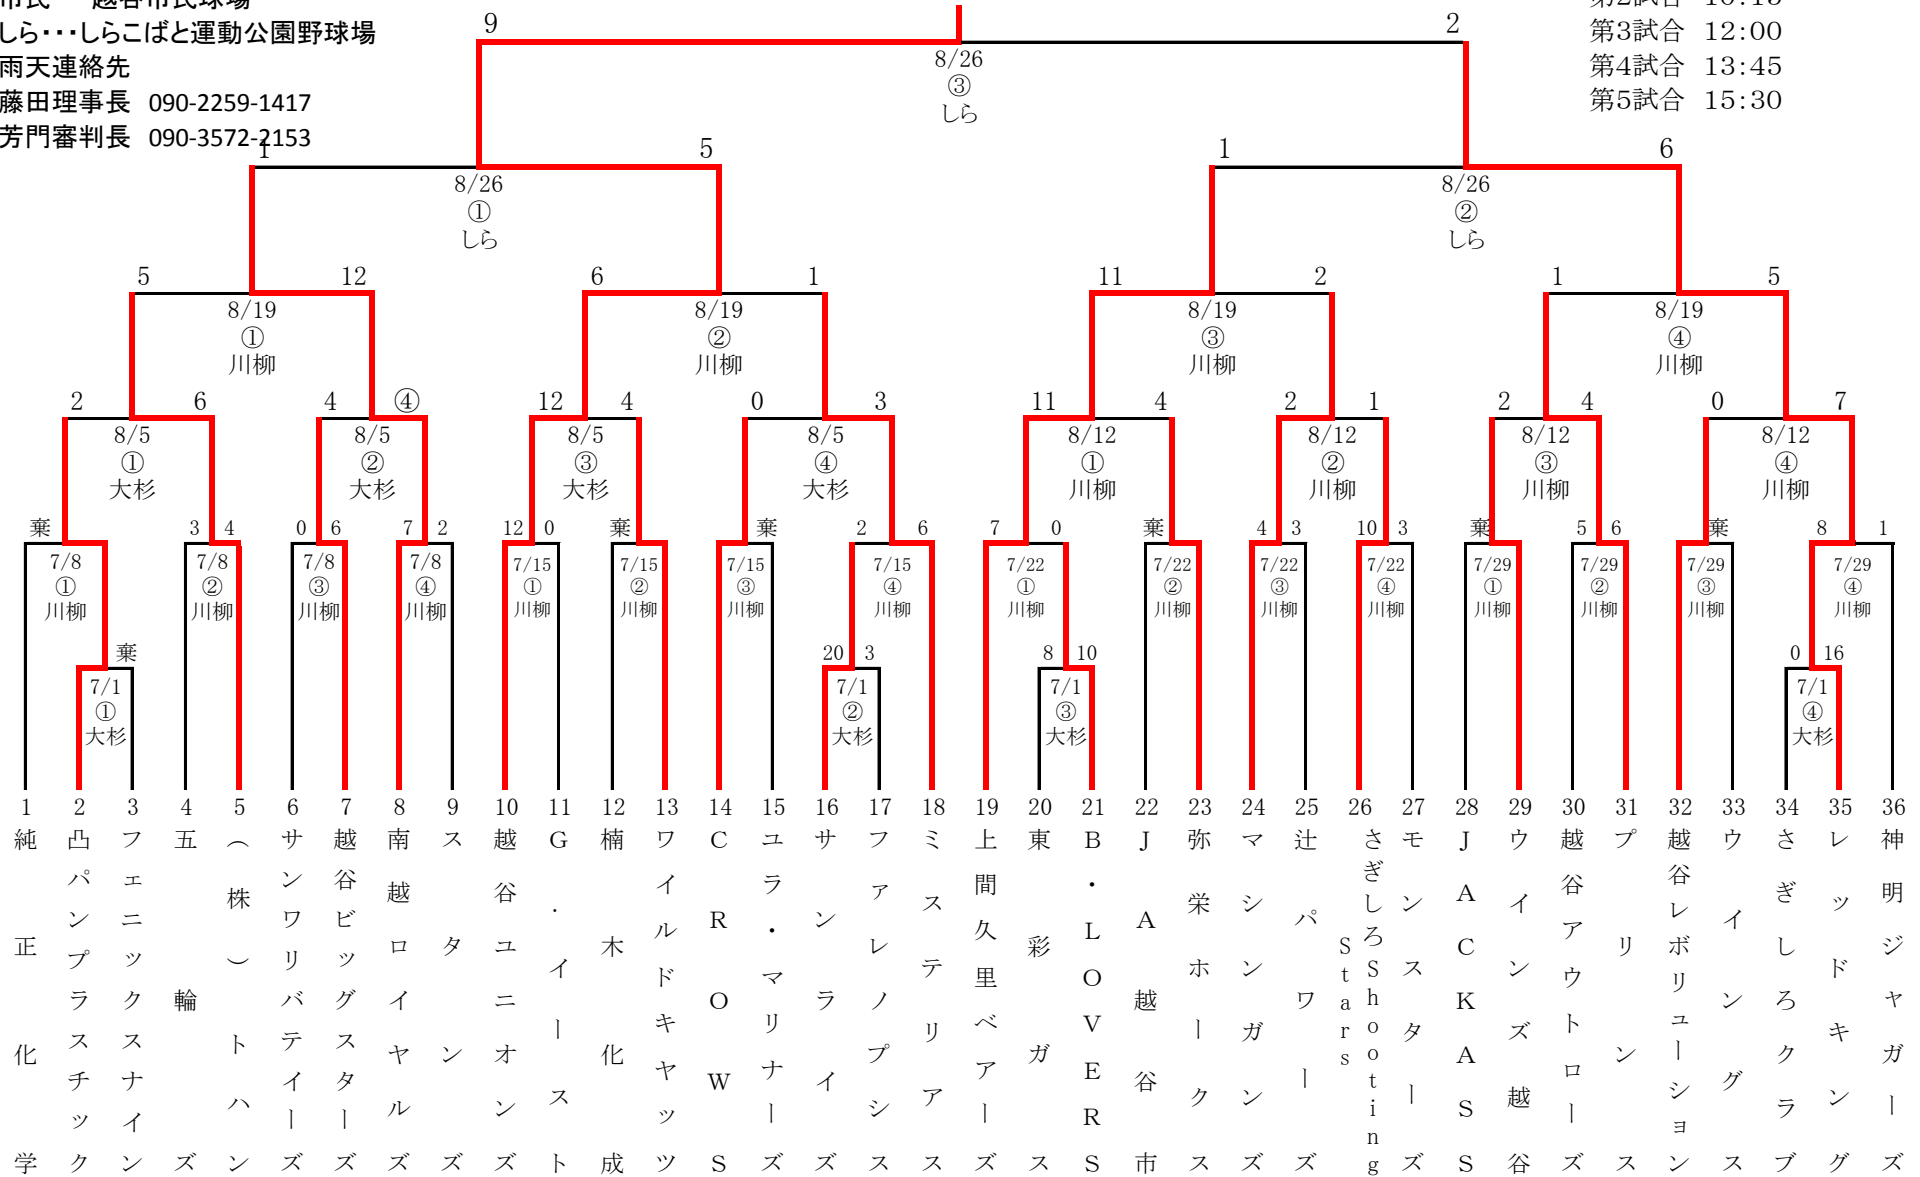 しら・・・しらこばと運動公園野球場
雨天連絡先
藤田理事長 090-2259-1417
芳門審判長 090-3572-2153
第3試合 12:00
第4試合 13:45
第5試合 15:30
9 2
8/26
③
しら
1 5 1 6
8/26 8/26
① ②
しら しら
5 12 6 1 11 2 1 5
8/19 8/19 8/19 8/19
① ② ③ ④
川柳 川柳 川柳 川柳
2 6 4 ④ 12 4 0 3 11 4 2 1 2 4 0 7
8/5 8/5 8/5 8/5 8/12 8/12 8/12 8/12
① ② ③ ④ ① ② ③ ④
大杉 大杉 大杉 大杉 川柳 川柳 川柳 川柳
棄 3 4 0 6 7 2 12 0 棄 棄 2 6 7 0 棄 4 3 10 3 棄 5 6 棄 8 1
7/8 7/8 7/8 7/8 7/15 7/15 7/15 7/15 7/22 7/22 7/22 7/22 7/29 7/29 7/29 7/29
① ② ③ ④ ① ② ③ ④ ① ② ③ ④ ① ② ③ ④
川柳 川柳 川柳 川柳 川柳 川柳 川柳 川柳 川柳 川柳 川柳 川柳 川柳 川柳 川柳 川柳
棄 20 3 8 10 0 16
7/1 7/1 7/1 7/1
① ② ③ ④
大杉 大杉 大杉 大杉
1 純正化学
2 凸パンプラスチック
3 フェニックスナイン
4 五輪ズ
5 （株）トハン
6 サンワリバテイーズ
7 越谷ビッグスターズ
8 南越ロイヤルズ
9 スタンズ
10 越谷ユニオンズ
11 G.イースト
12 楠木化成
13 ワイルドキヤッツ
14 CROWS
15 ユラ・マリナーズ
16 サンライズ
17 ファレノプシス
18 ミステリアス
19 上間久里ベアーズ
20 東彩ガス
21 B・LOVERS
22 JA越谷市
23 弥栄ホークス
24 マシンガンズ
25 辻パワーズ
26 さぎしろShooting Stars
27 モンスターズ
28 JACKASS
29 ウインズ越谷
30 越谷アウトローズ
31 プリンス
32 越谷レボリューション
33 ウイングス
34 さぎしろクラブ
35 レッドキング
36 神明ジャガーズ